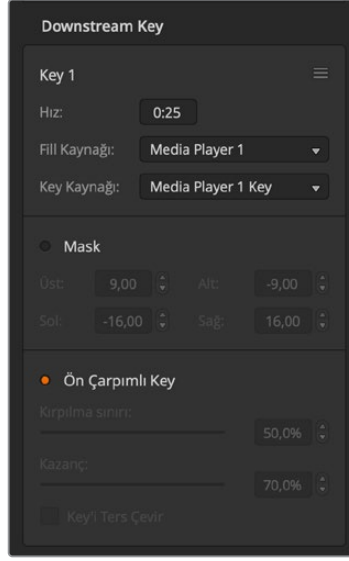 Downstream Key
Key 1
Hız: 0:25
Fill Kaynağı: Media Player 1
Key Kaynağı: Media Player 1 Key
Mask
Üst: 9,00 Alt: -9,00
Sol: -16,00 Sağ: 16,00
Ön Çarpımlı Key
Kırpılma sınırı:
50,0%
Kazanç:
70,0%
Key'i Ters Çevir